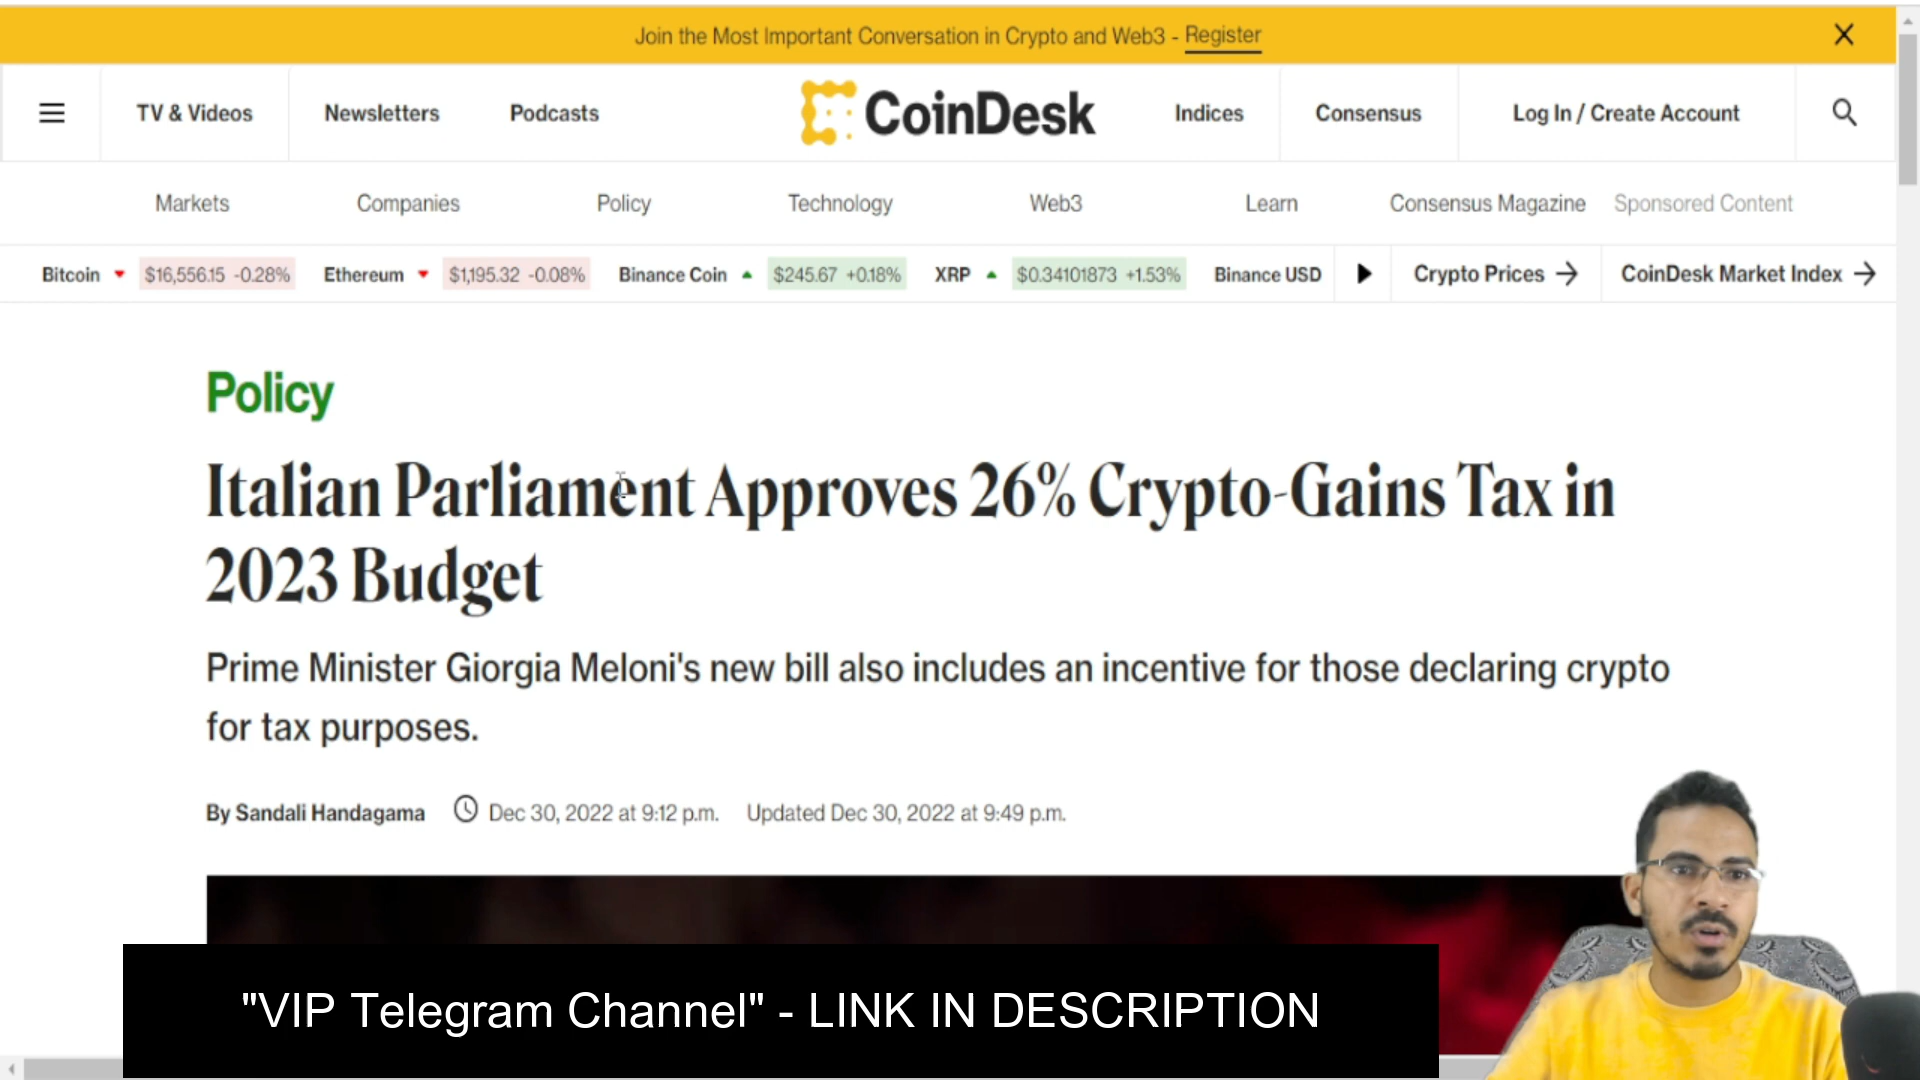 Join the Most Important Conversation in Crypto and Web3 - Register
TV & Videos Newsletters Podcasts CoinDesk Indices Consensus Log In / Create Account
Markets Companies Policy Technology Web3 Learn Consensus Magazine Sponsored Content
Bitcoin $16,556.15 -0.28% Ethereum $1,195.32 -0.08% Binance Coin $245.67 +0.18% XRP $0.34101873 +1.53% Binance USD Crypto Prices CoinDesk Market Index
Policy
Italian Parliament Approves 26% Crypto-Gains Tax in
2023 Budget
Prime Minister Giorgia Meloni's new bill also includes an incentive for those declaring crypto
for tax purposes.
By Sandali Handagama Dec 30, 2022 at 9:12 p.m. Updated Dec 30, 2022 at 9:49 p.m.
"VIP Telegram Channel" - LINK IN DESCRIPTION